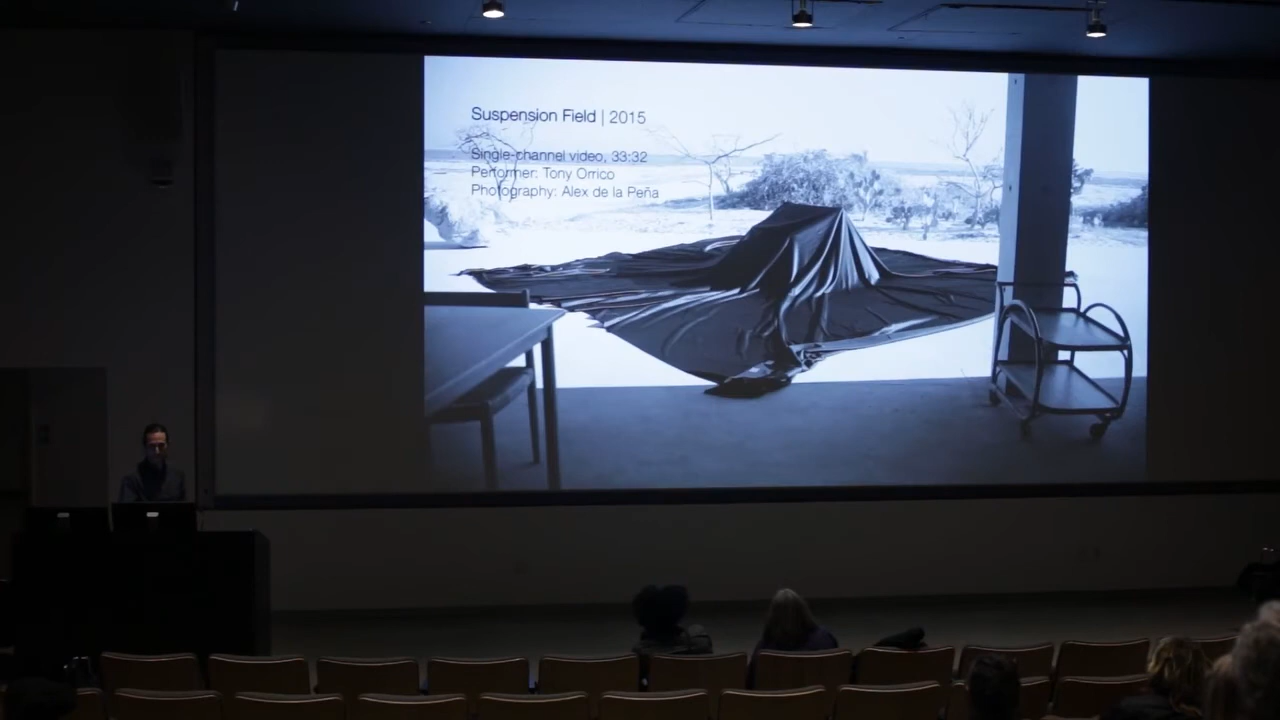 Suspension Field | 2015
Single-channel video, 33:32
Performer: Tony Orrico
Photography: Alex de la Peña